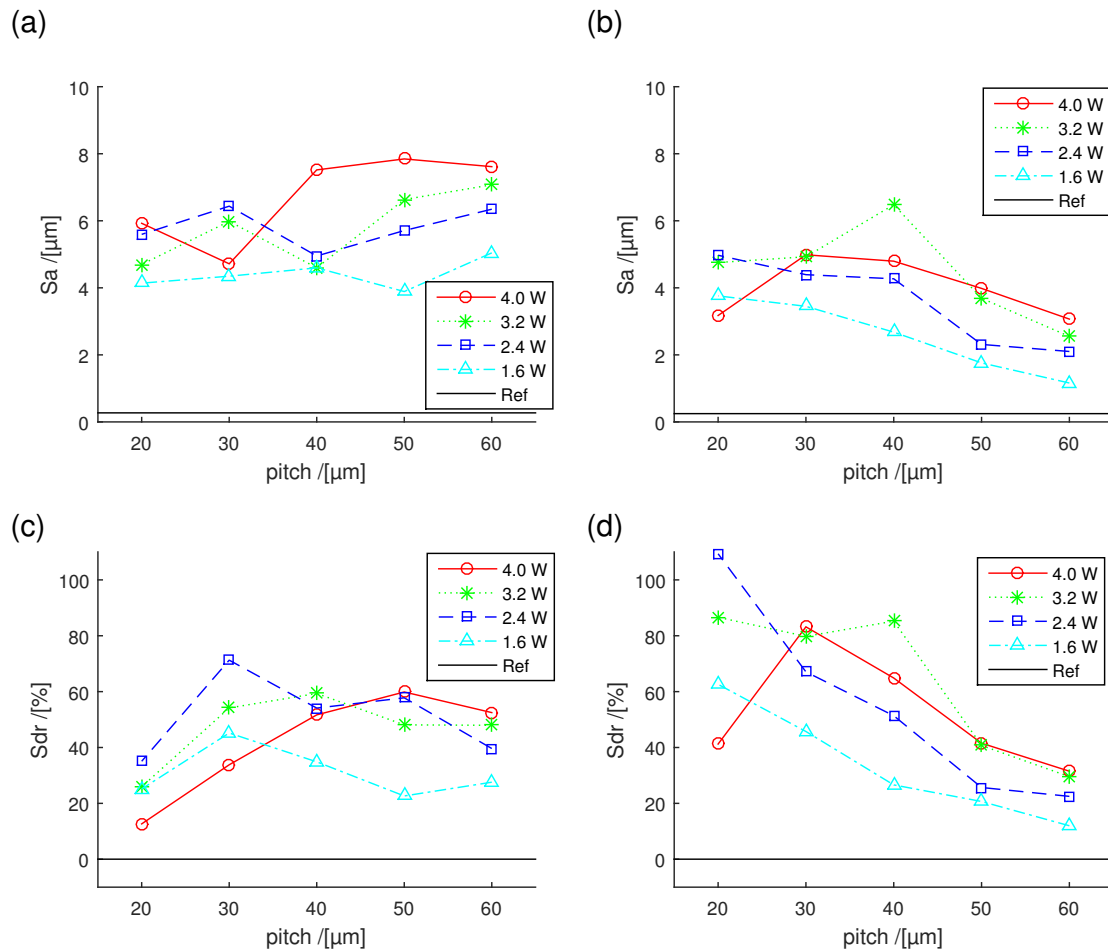 (a)
Sa /[µm]
10
8
6
4
2
0
20 30 40 50 60
pitch /[µm]
4.0 W
3.2 W
2.4 W
1.6 W
Ref
(b)
Sa /[µm]
10
8
6
4
2
0
20 30 40 50 60
pitch /[µm]
4.0 W
3.2 W
2.4 W
1.6 W
Ref
(c)
Sdr /[%]
100
80
60
40
20
0
20 30 40 50 60
pitch /[µm]
4.0 W
3.2 W
2.4 W
1.6 W
Ref
(d)
Sdr /[%]
100
80
60
40
20
0
20 30 40 50 60
pitch /[µm]
4.0 W
3.2 W
2.4 W
1.6 W
Ref